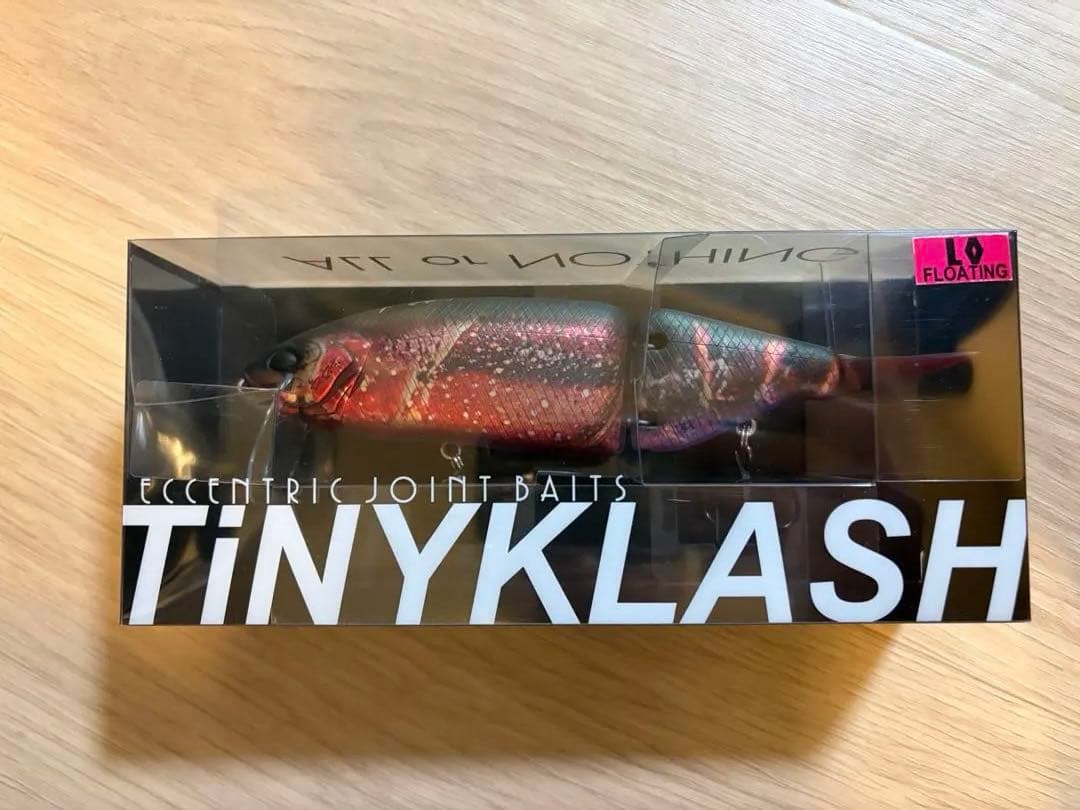 ALL or NOTHING
LO
FLOATING
ECCENTRIC JOINT BAITS
TiNYKLASH